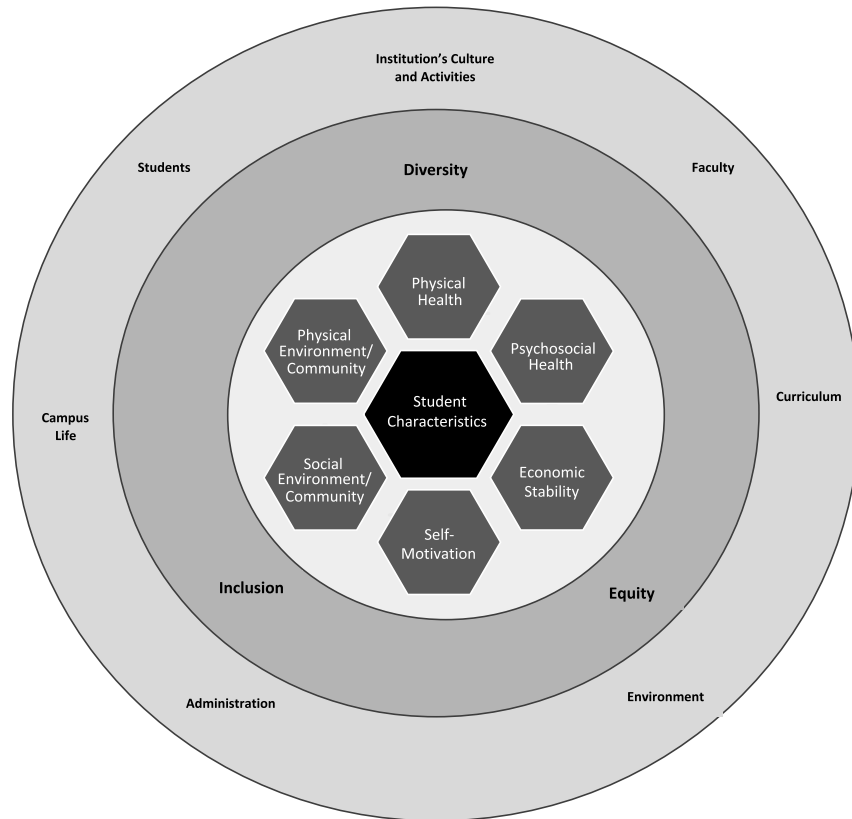 Institution’s Culture
and Activities
Students
Faculty
Diversity
Physical
Health
Physical
Environment/
Community
Psychosocial
Health
Student
Characteristics
Curriculum
Campus
Life
Social
Environment/
Community
Economic
Stability
Self-
Motivation
Inclusion
Equity
Administration
Environment